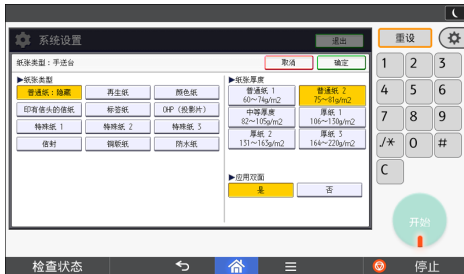 系统设置
退出
重设
纸张类型：手送台
取消
确定
▶纸张类型
普通纸：隐藏
再生纸
颜色纸
印有信头的信纸
标签纸
OHP（投影片）
特殊纸 1
特殊纸 2
特殊纸 3
信封
铜版纸
防水纸
▶纸张厚度
普通纸 1
60～74g/m2
普通纸 2
75～81g/m2
中等厚度
82～105g/m2
厚纸 1
106～130g/m2
厚纸 2
131～163g/m2
厚纸 3
164～220g/m2
▶应用双面
是
否
1 2 3
4 5 6
7 8 9
./* 0 #
C
开始
检查状态
停止